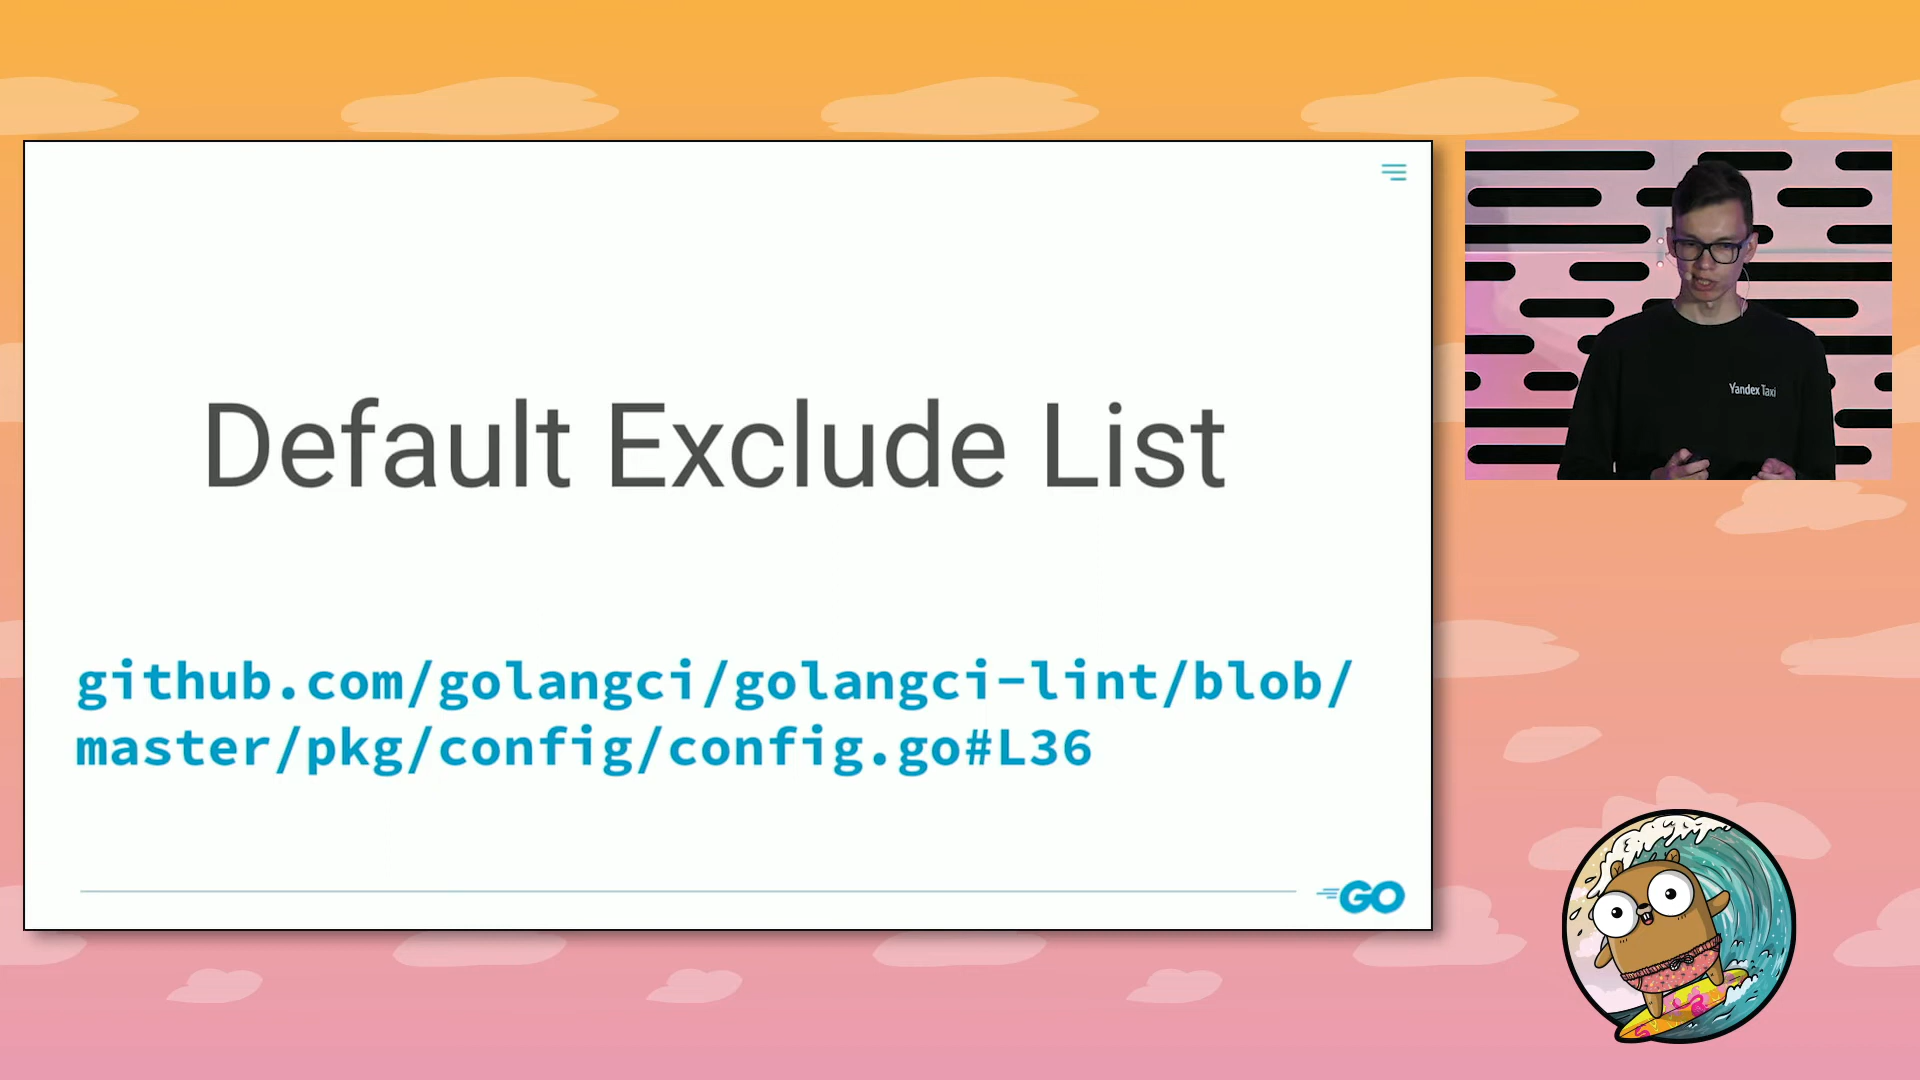 Default Exclude List
github.com/golangci/golangci-lint/blob/
master/pkg/config/config.go#L36
GO
Yandex Taxi